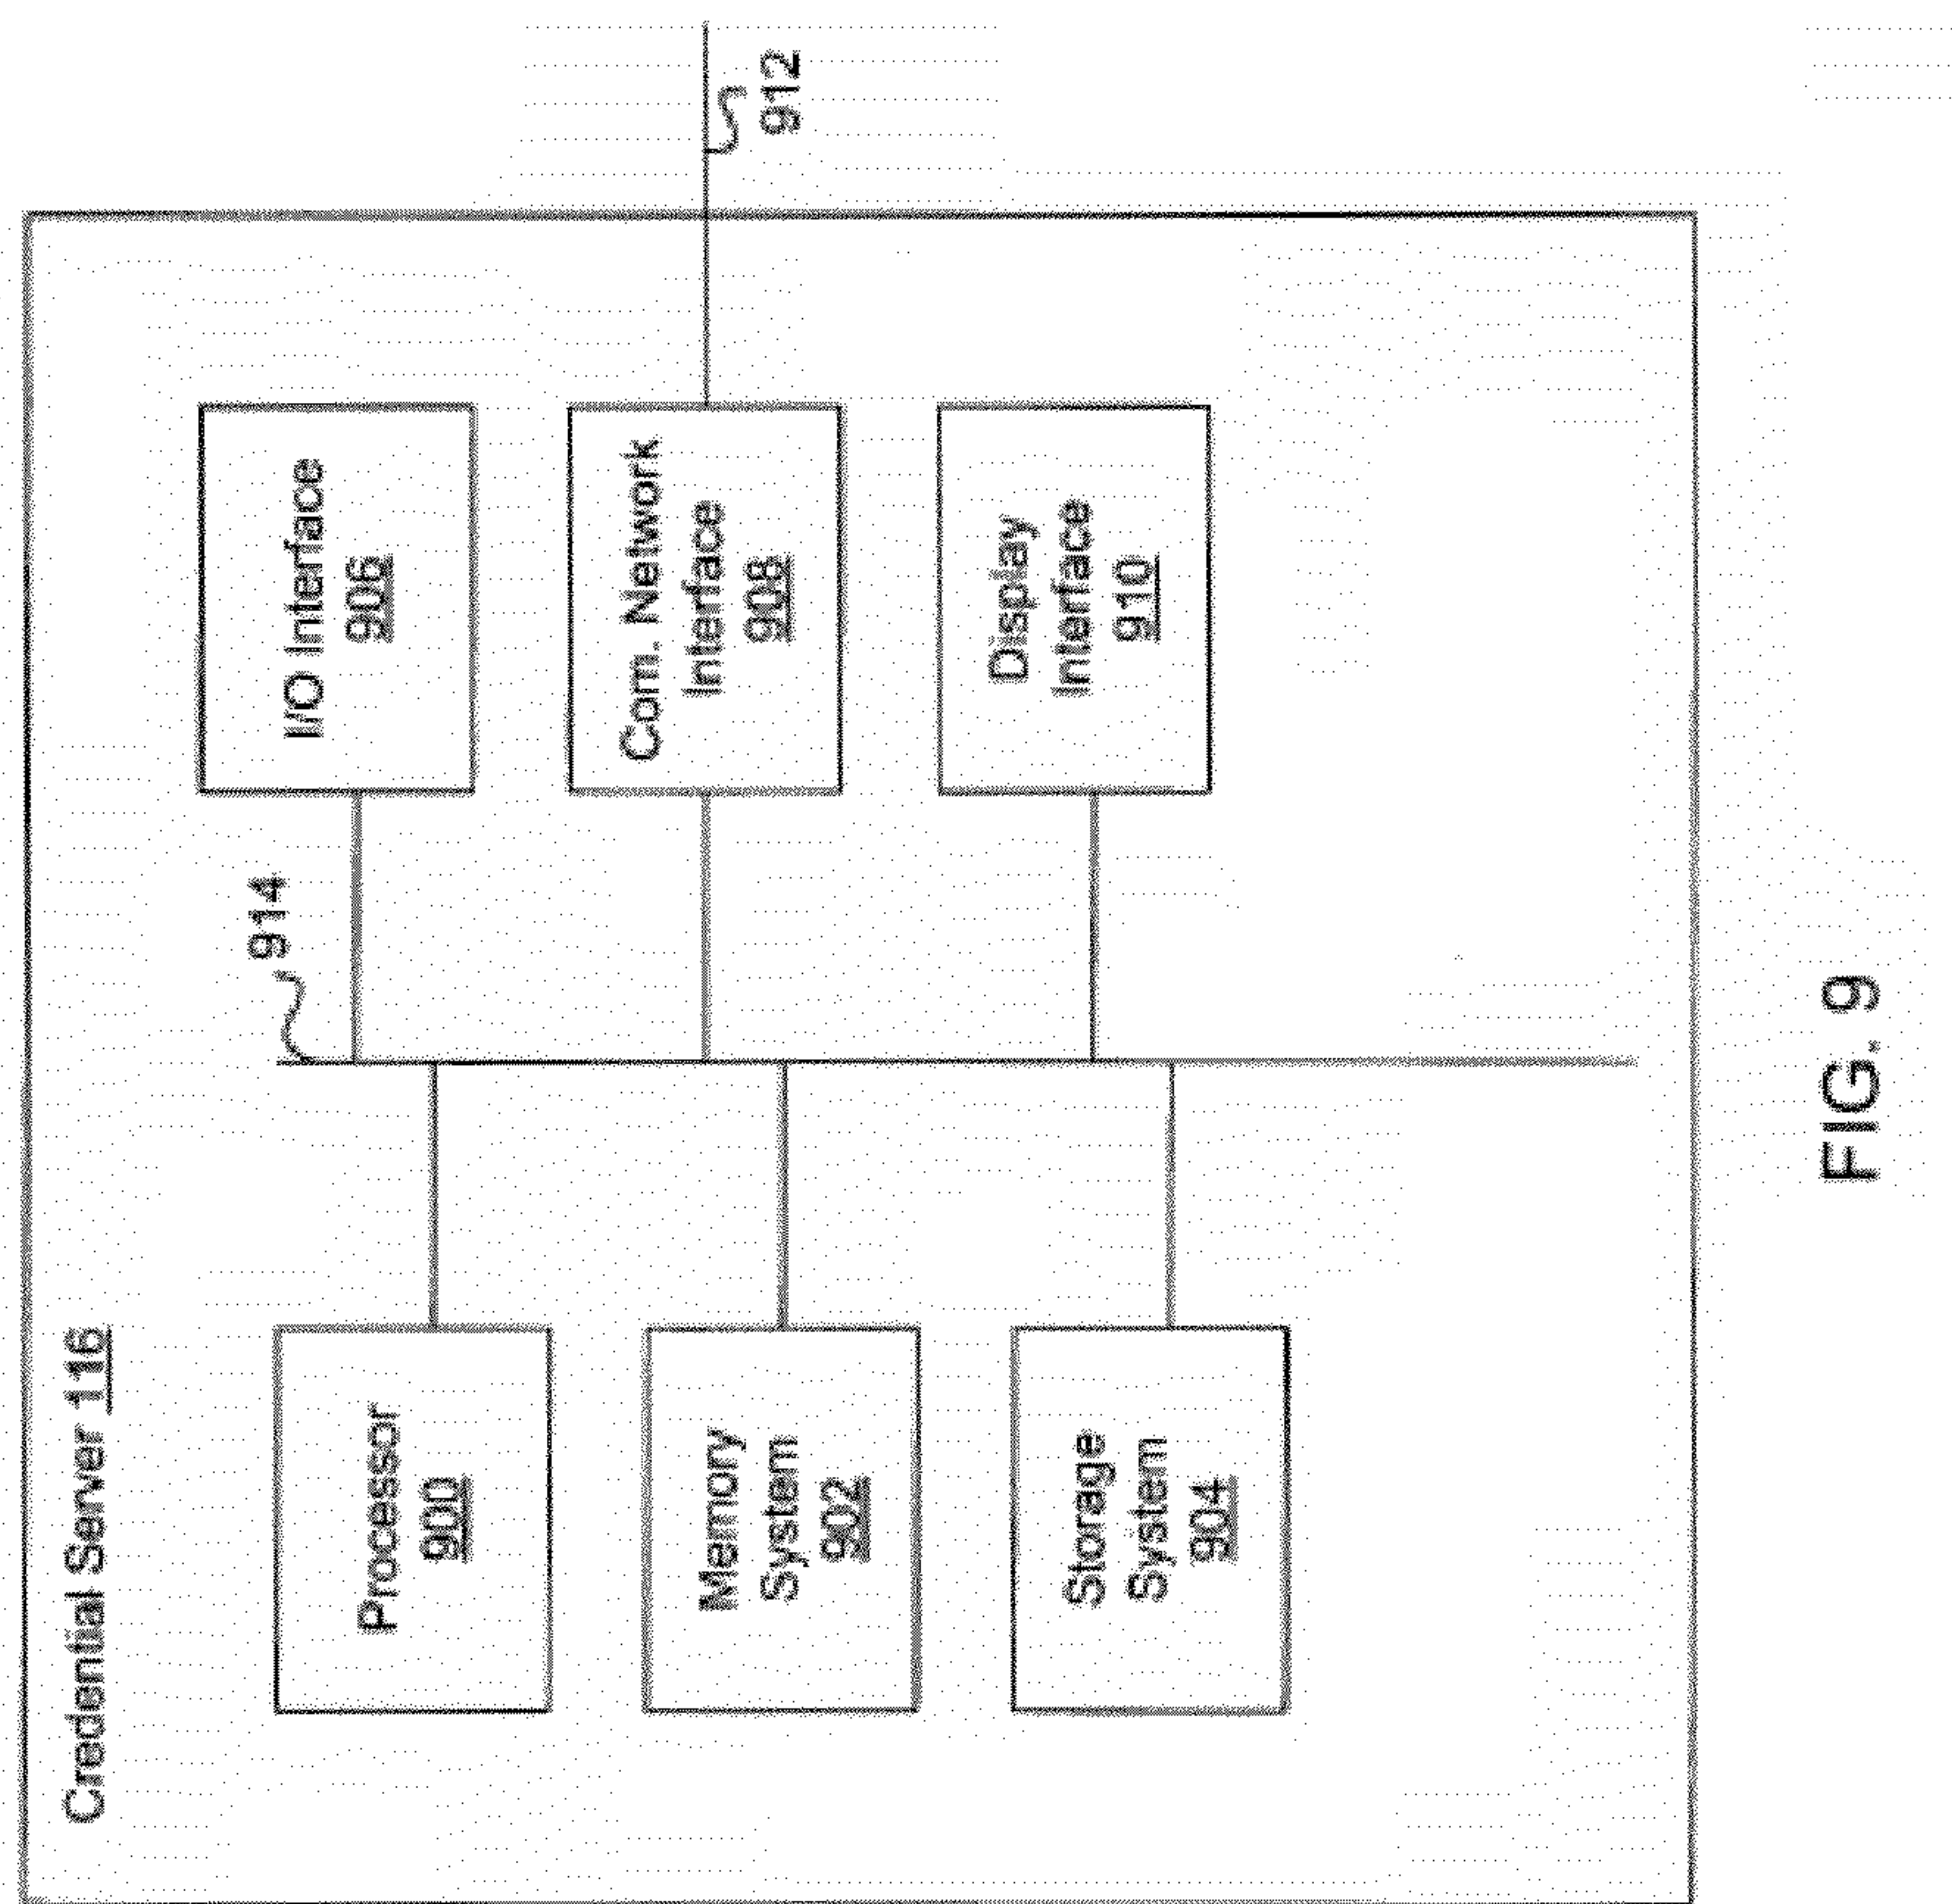 Credential Server 116
914
912
Processor
900
I/O Interface
906
Memory
System
902
Com. Network
Interface
908
Storage
System
904
Display
Interface
910
FIG. 9